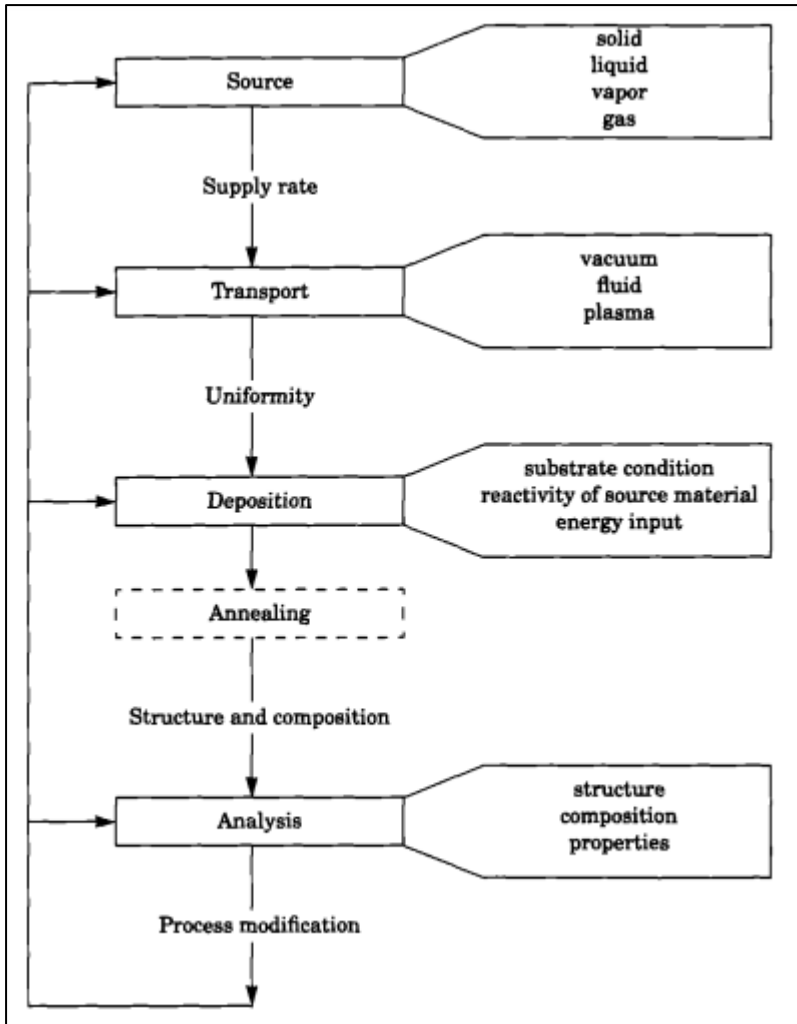 Source
solid
liquid
vapor
gas
Supply rate
Transport
vacuum
fluid
plasma
Uniformity
Deposition
substrate condition
reactivity of source material
energy input
Annealing
Structure and composition
Analysis
structure
composition
properties
Process modification